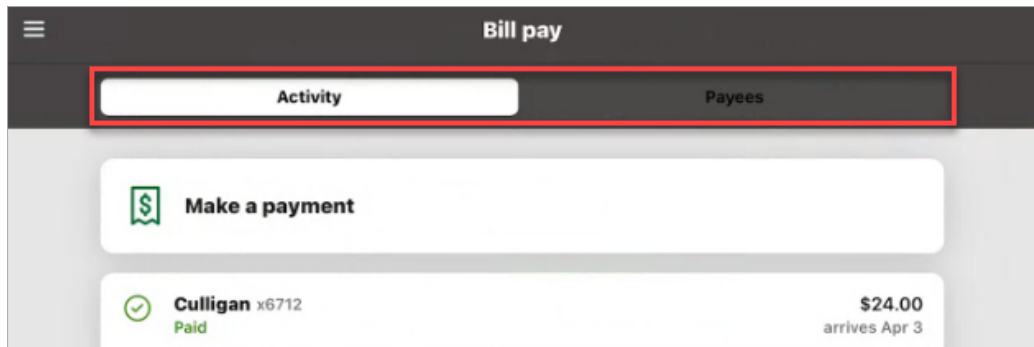 Bill pay
Activity Payees
Make a payment
Culligan x6712 $24.00
Paid arrives Apr 3